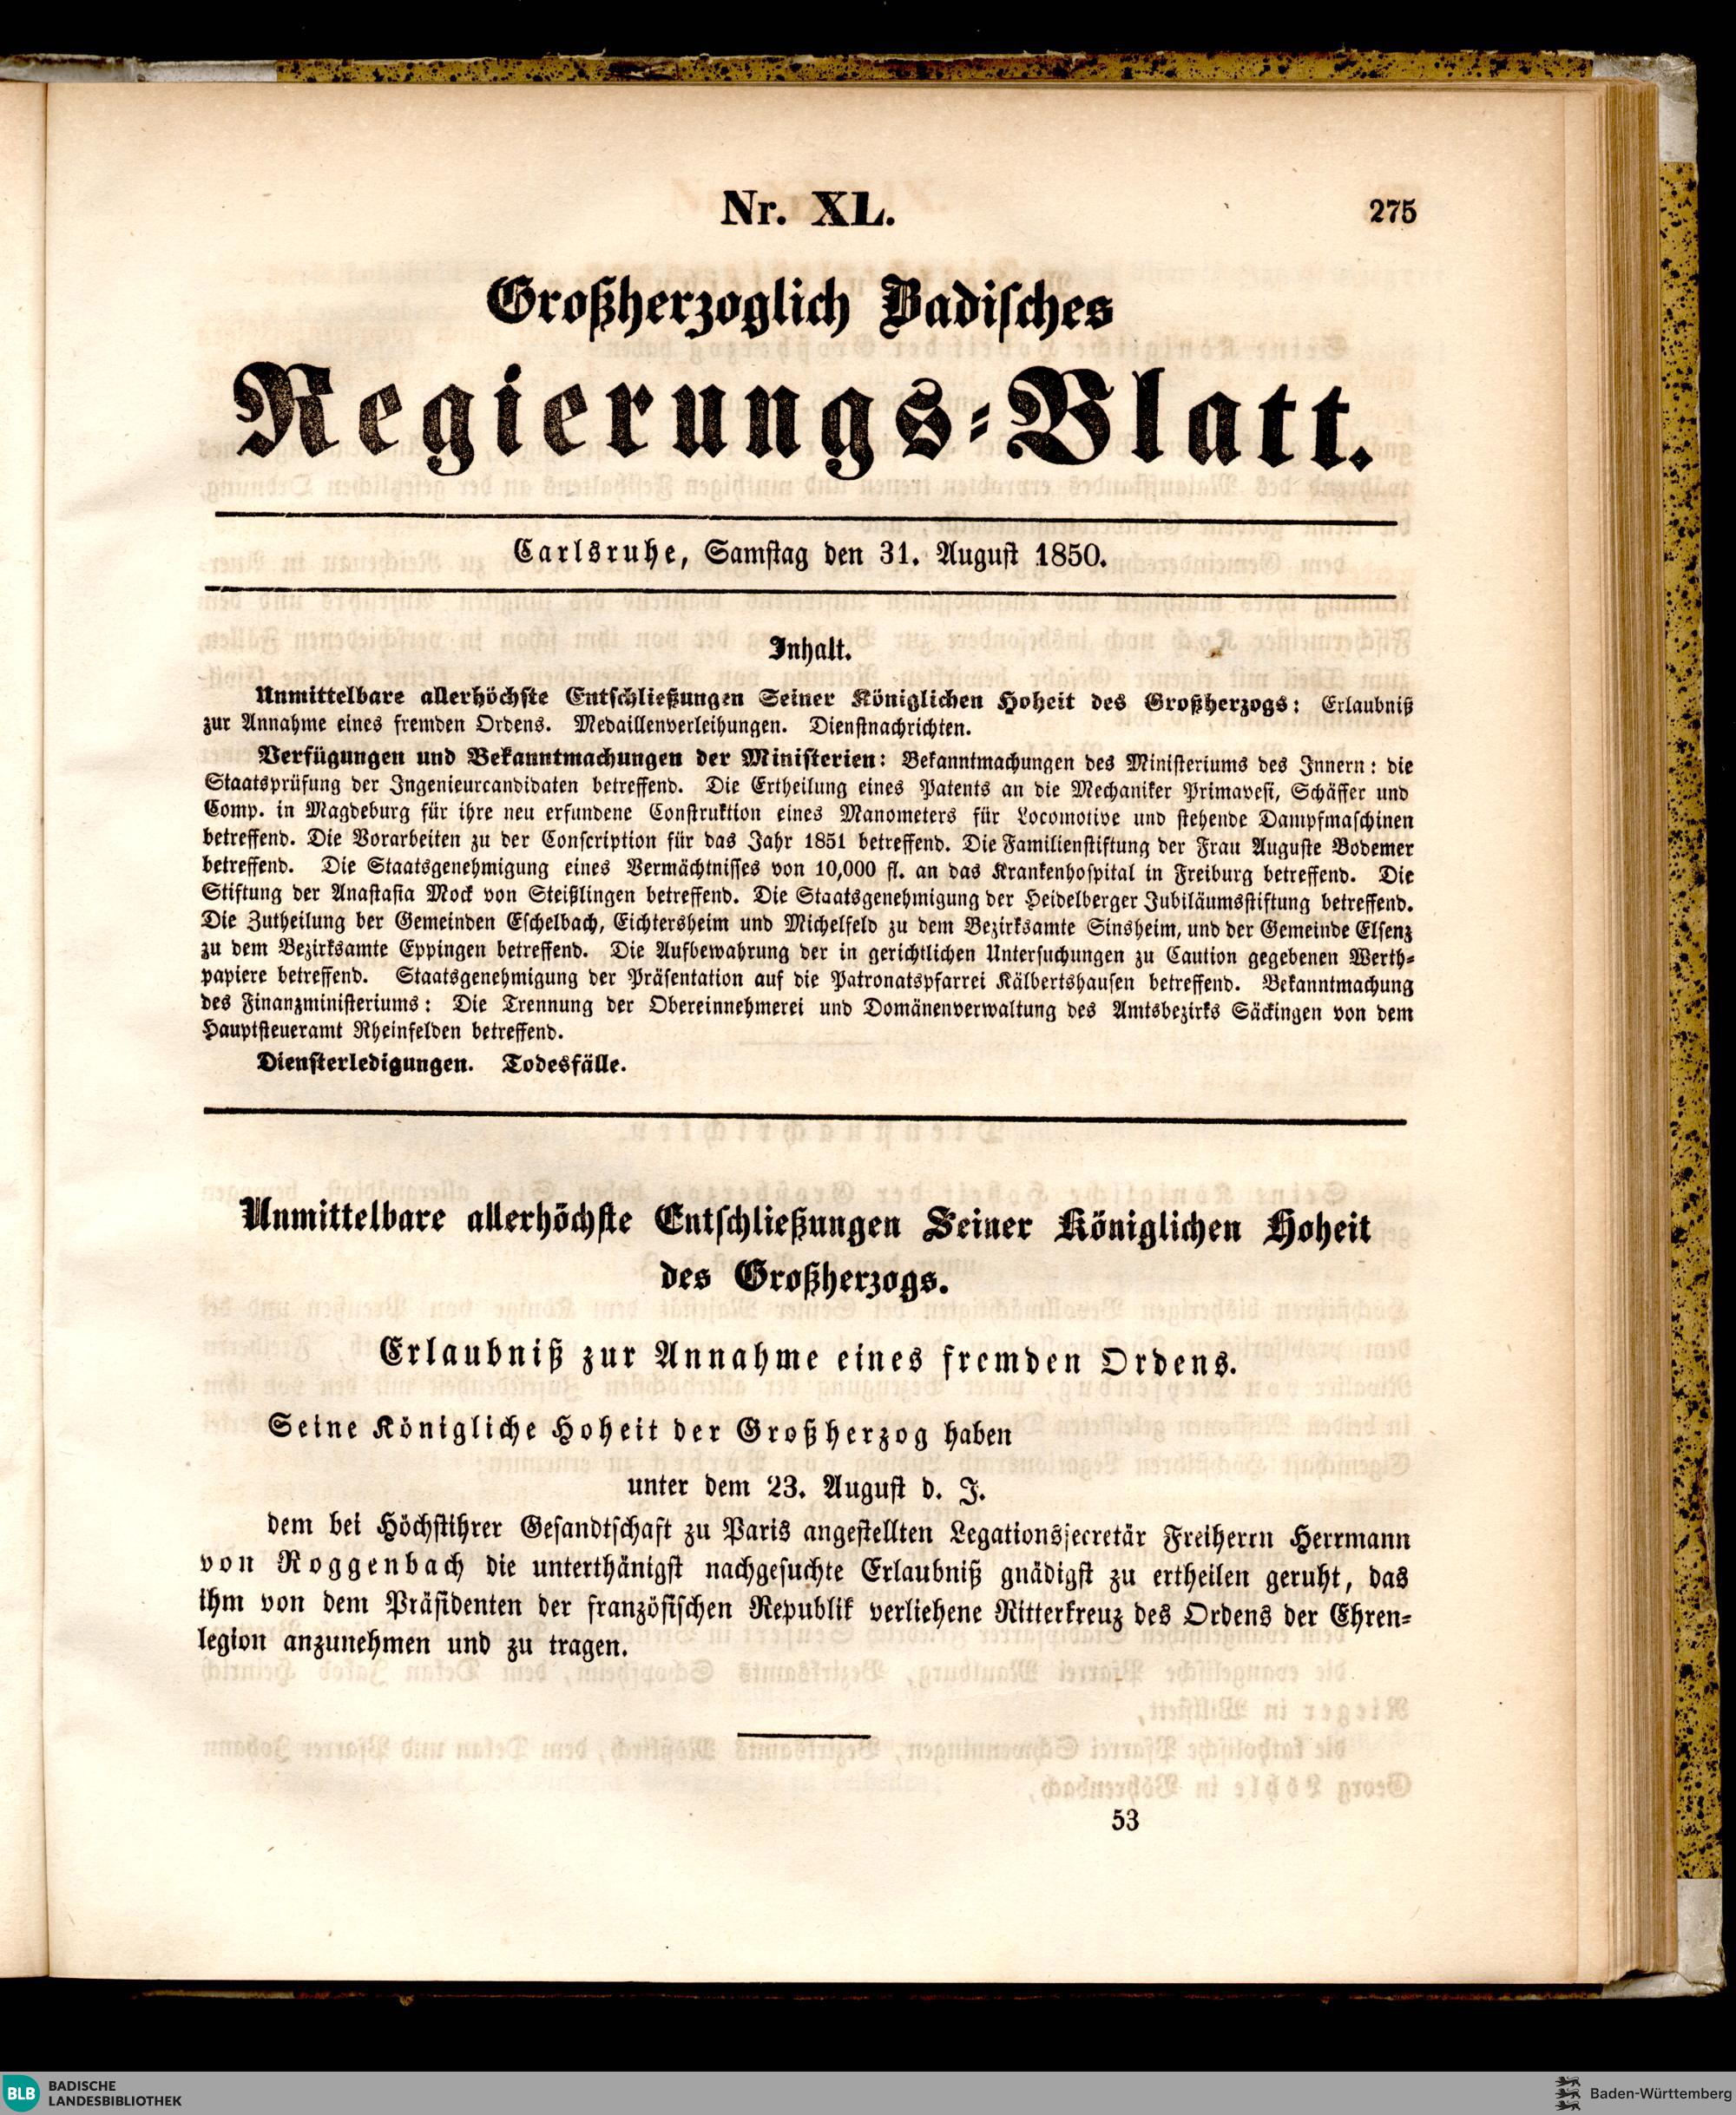 Nr. XL.
275
Großherzoglich Badisches
Regierungs-Blatt.
Carlsruhe, Samstag den 31. August 1850.
Inhalt.
Unmittelbare allerhöchste Entschließungen Seiner Königlichen Hoheit des Großherzogs: Erlaubniß
zur Annahme eines fremden Ordens. Medaillenverleihungen. Dienstnachrichten.
Verfügungen und Bekanntmachungen der Ministerien: Bekanntmachungen des Ministeriums des Innern: die
Staatsprüfung der Ingenieurcandidaten betreffend. Die Ertheilung eines Patents an die Mechaniker Primavesi, Schäffer und
Comp. in Magdeburg für ihre neu erfundene Construktion eines Manometers für Locomotive und stehende Dampfmaschinen
betreffend. Die Vorarbeiten zu der Conscription für das Jahr 1851 betreffend. Die Familienstiftung der Frau Auguste Bodemer
betreffend. Die Staatsgenehmigung eines Vermächtnisses von 10,000 fl. an das Krankenhospital in Freiburg betreffend. Die
Stiftung der Anastasia Mock von Steißlingen betreffend. Die Staatsgenehmigung der Heidelberger Jubiläumsstiftung betreffend.
Die Zutheilung ber Gemeinden Eschelbach, Eichtersheim und Michelfeld zu dem Bezirksamte Sinsheim, und der Gemeinde Elsenz
zu dem Bezirksamte Eppingen betreffend. Die Aufbewahrung der in gerichtlichen Untersuchungen zu Caution gegebenen Werth-
papiere betreffend. Staatsgenehmigung der Präsentation auf die Patronatspfarrei Kälbertshausen betreffend. Bekanntmachung
des Finanzministeriums: Die Trennung der Obereinnehmerei und Domänenverwaltung des Amtsbezirks Säckingen von dem
Hauptsteueramt Rheinfelden betreffend.
Diensterledigungen. Todesfälle.
Unmittelbare allerhöchste Entschließungen Seiner Königlichen Hoheit
des Großherzogs.
Erlaubniß zur Annahme eines fremden Ordens.
Seine Königliche Hoheit der Großherzog haben
unter dem 23. August d. J.
dem bei Höchstihrer Gesandtschaft zu Paris angestellten Legationssecretär Freiherrn Herrmann
von Roggenbach die unterthänigst nachgesuchte Erlaubniß gnädigst zu ertheilen geruht, das
ihm von dem Präsidenten der französischen Republik verliehene Ritterkreuz des Ordens der Ehren-
legion anzunehmen und zu tragen.
53
BLB
BADISCHE
LANDESBIBLIOTHEK
Baden-Württemberg